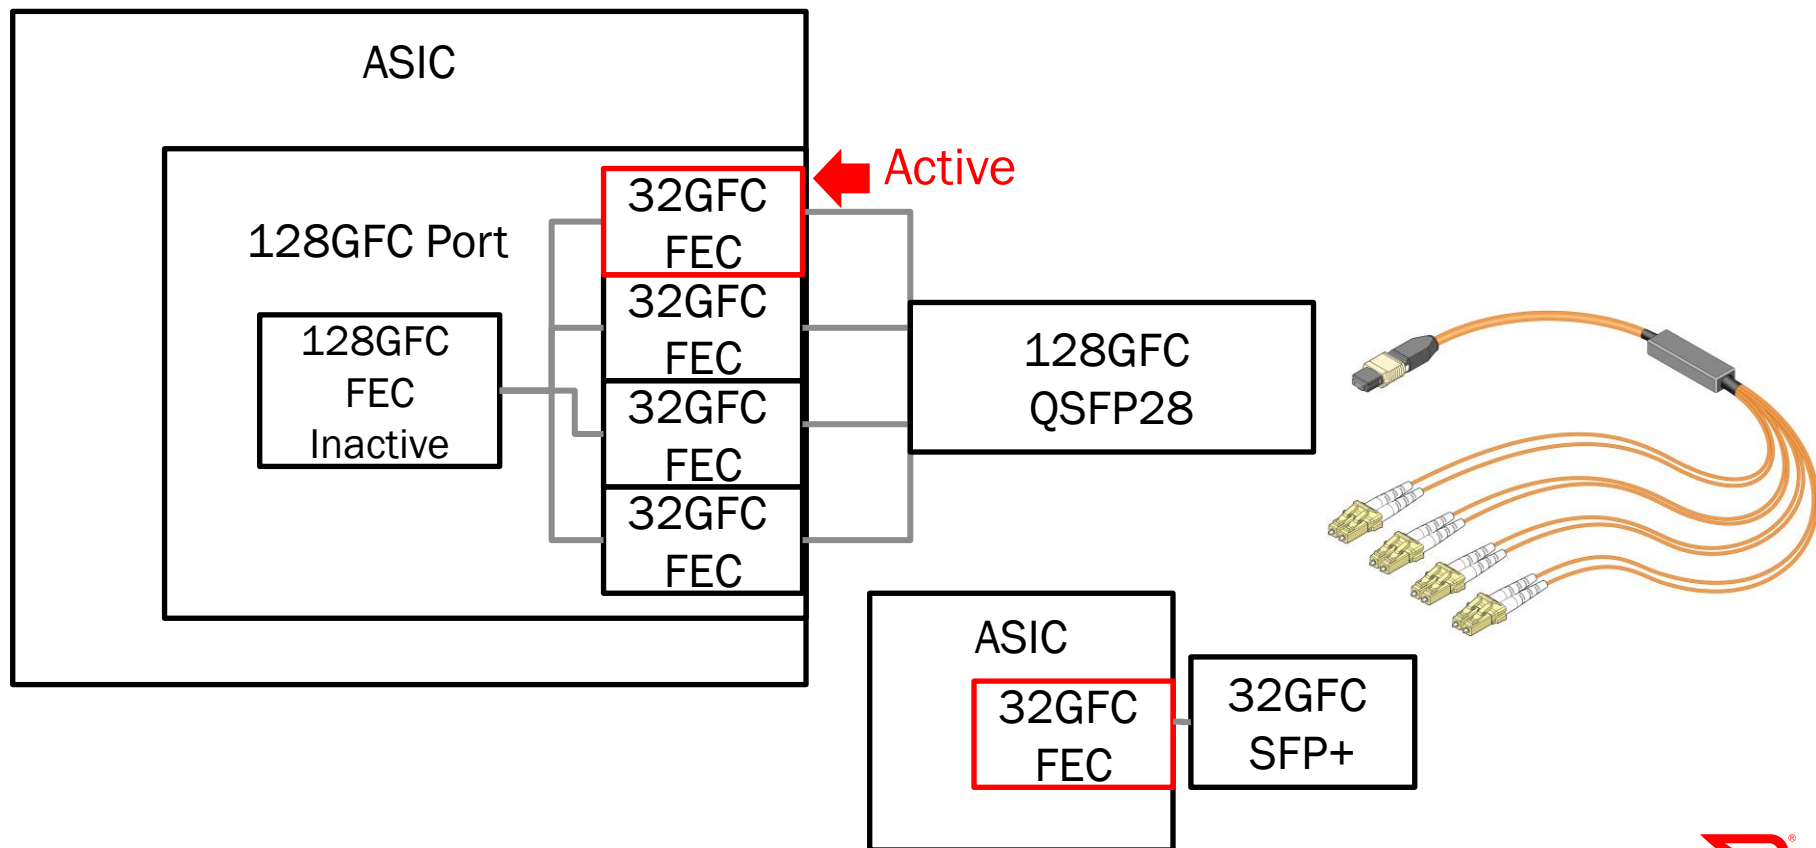 ASIC
Active
128GFC Port
32GFC
FEC
32GFC
FEC
32GFC
FEC
32GFC
FEC
128GFC
FEC
Inactive
128GFC
QSFP28
ASIC
32GFC
FEC
32GFC
SFP+
®